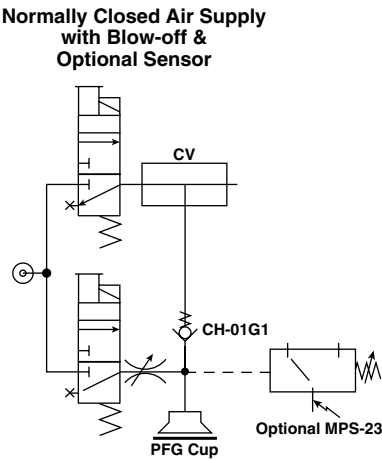 Normally Closed Air Supply
with Blow-off &
Optional Sensor
CV
CH-01G1
Optional MPS-23
PFG Cup